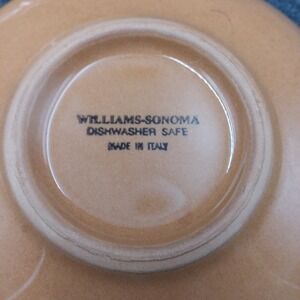 WILLIAMS-SONOMA
DISHWASHER SAFE
MADE IN ITALY